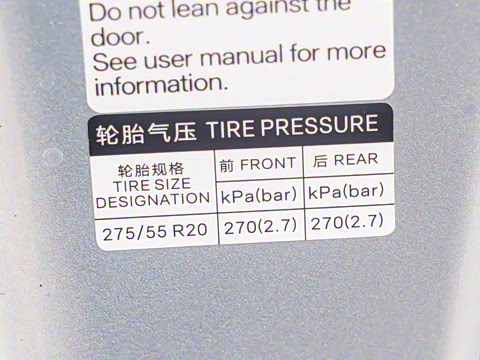 Do not lean against the
door.
See user manual for more
information.
轮胎气压 TIRE PRESSURE
轮胎规格
TIRE SIZE
DESIGNATION
前 FRONT
后 REAR
kPa(bar)
kPa(bar)
275/55 R20
270(2.7)
270(2.7)